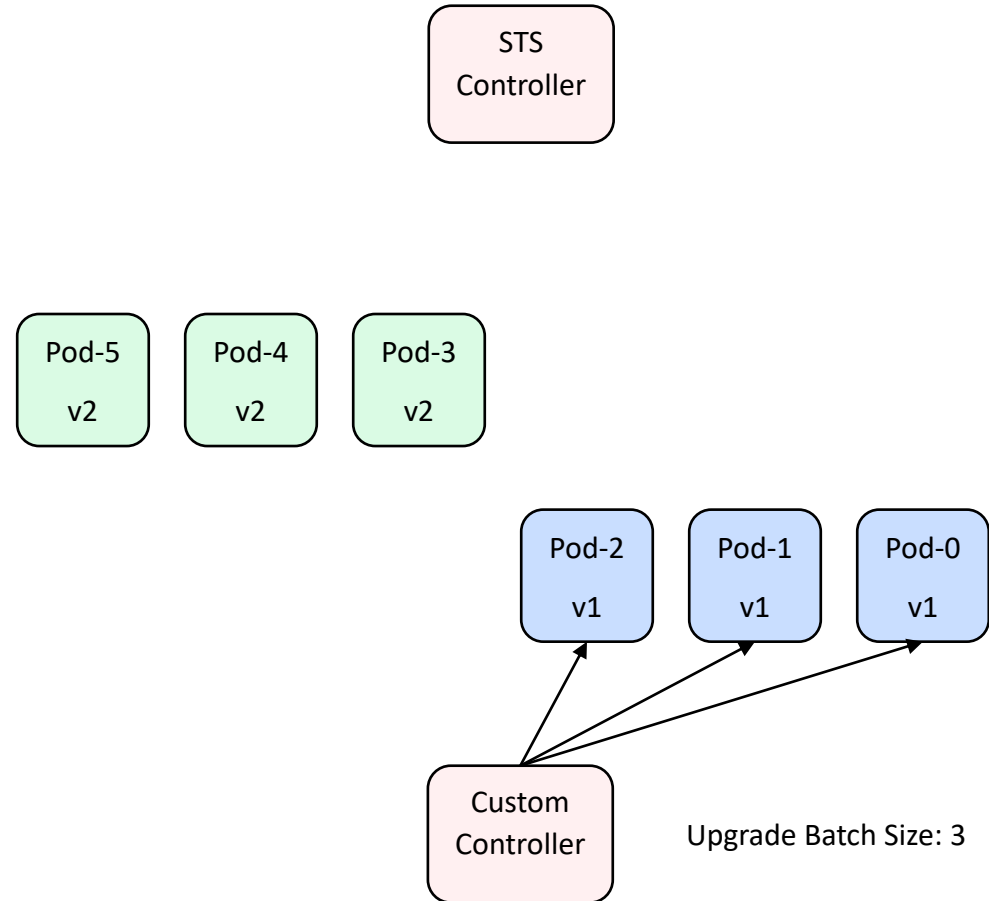 STS
Controller
Pod-5
v2
Pod-4
v2
Pod-3
v2
Pod-2
v1
Pod-1
v1
Pod-0
v1
Custom
Controller
Upgrade Batch Size: 3